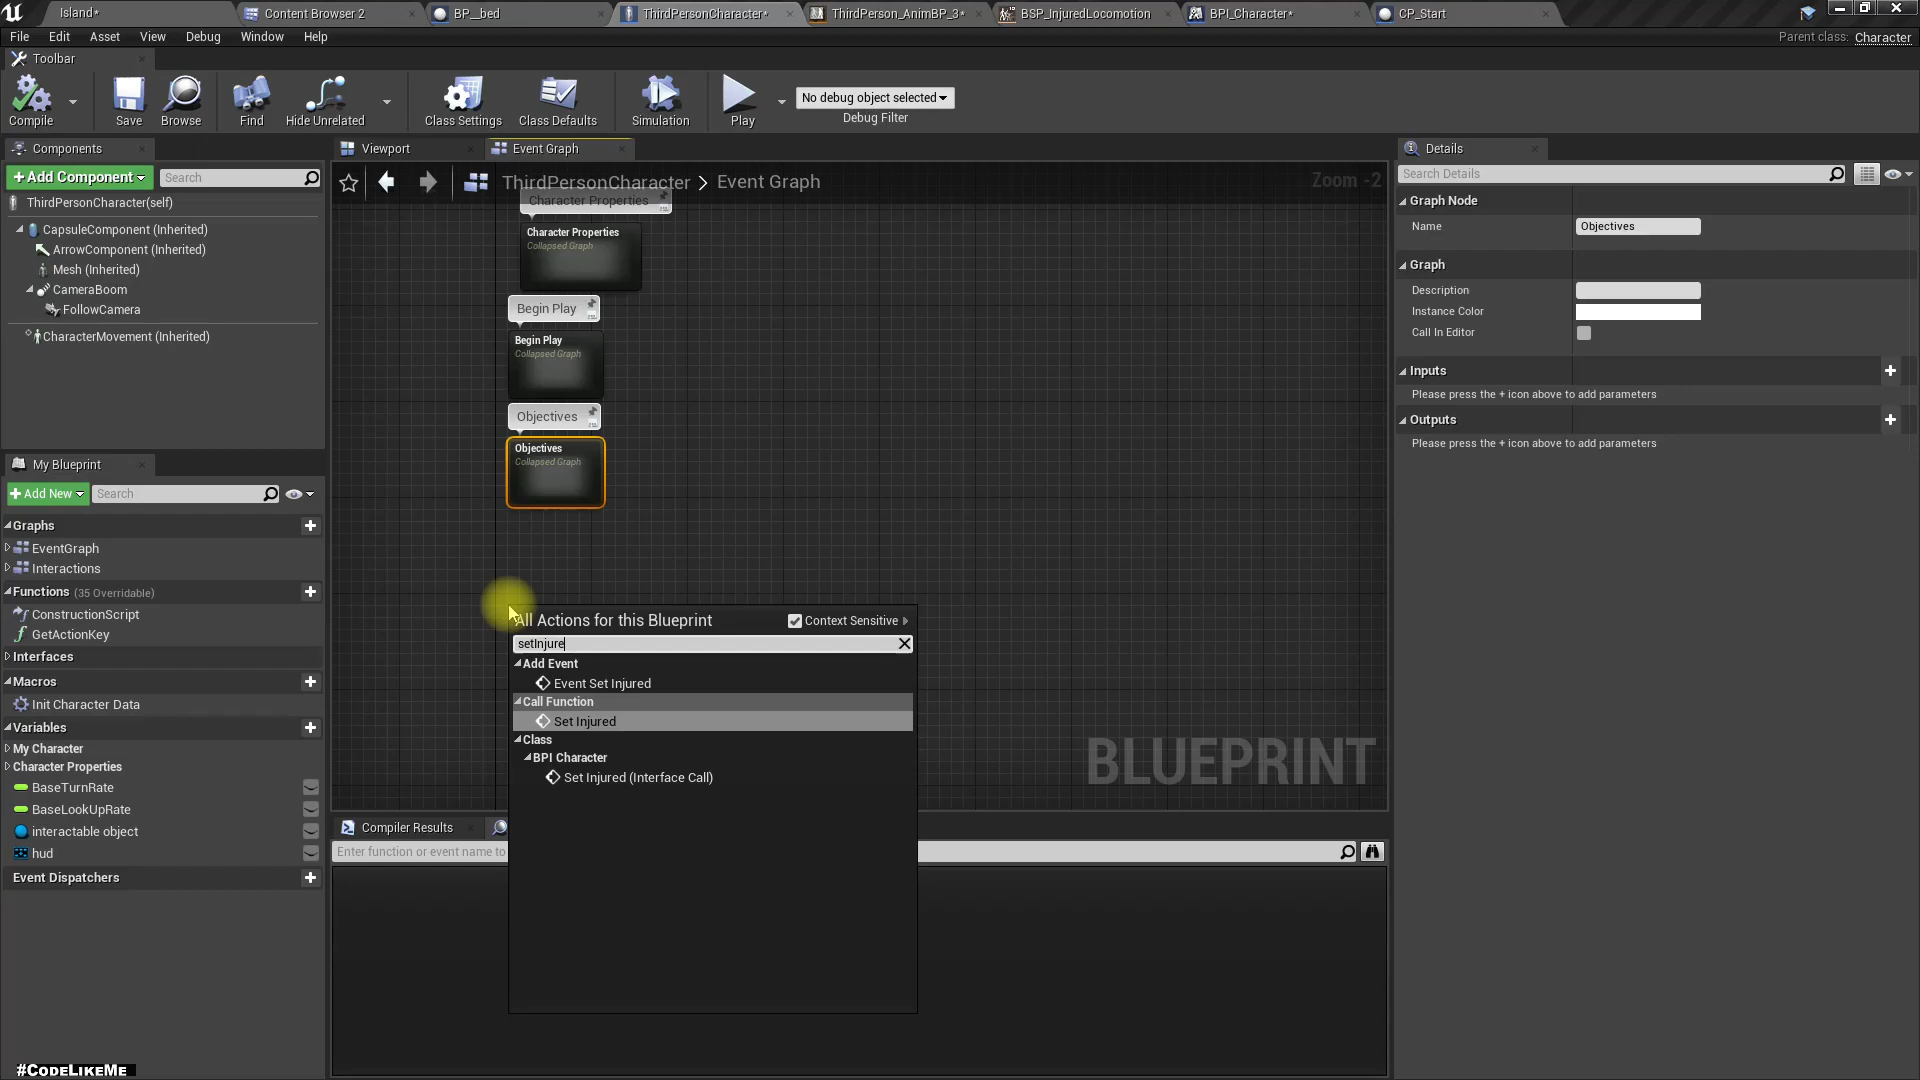 Island*
Content Browser 2
BP__bed
ThirdPersonCharacter*
ThirdPerson_AnimBP_3*
BSP_InjuredLocomotion
BPI_Character*
CP_Start
File Edit Asset View Debug Window Help
Parent class: Character
Toolbar
Compile
Save
Browse
Find
Hide Unrelated
Class Settings
Class Defaults
Simulation
Play
No debug object selected
Debug Filter
Components
+Add Component
Search
ThirdPersonCharacter(self)
CapsuleComponent (Inherited)
ArrowComponent (Inherited)
Mesh (Inherited)
CameraBoom
FollowCamera
CharacterMovement (Inherited)
My Blueprint
+Add New
Search
Graphs
EventGraph
Interactions
Functions (35 Overridable)
ConstructionScript
GetActionKey
Interfaces
Macros
Init Character Data
Variables
My Character
Character Properties
BaseTurnRate
BaseLookUpRate
interactable object
hud
Event Dispatchers
#CodeLikeMe
Viewport
Event Graph
ThirdPersonCharacter > Event Graph
Zoom -2
Character Properties
Character Properties
Collapsed Graph
Begin Play
Begin Play
Collapsed Graph
Objectives
Objectives
Collapsed Graph
All Actions for this Blueprint
Context Sensitive
setInjure
Add Event
Event Set Injured
Call Function
Set Injured
Class
BPI Character
Set Injured (Interface Call)
BLUEPRINT
Compiler Results
Enter function or event name to
Details
Search Details
Graph Node
Name Objectives
Graph
Description
Instance Color
Call In Editor
Inputs
Please press the + icon above to add parameters
Outputs
Please press the + icon above to add parameters